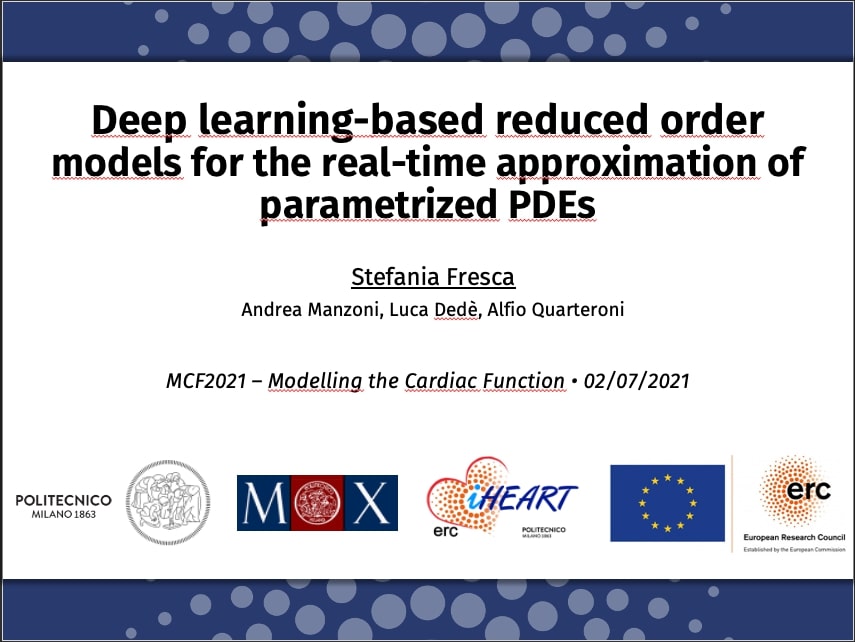 Deep learning-based reduced order
models for the real-time approximation of
parametrized PDEs
Stefania Fresca
Andrea Manzoni, Luca Dedè, Alfio Quarteroni
MCF2021 – Modelling the Cardiac Function • 02/07/2021
POLITECNICO
MILANO 1863
MOX
iHEART
erc
POLITECNICO
MILANO 1863
erc
European Research Council
Established by the European Commission